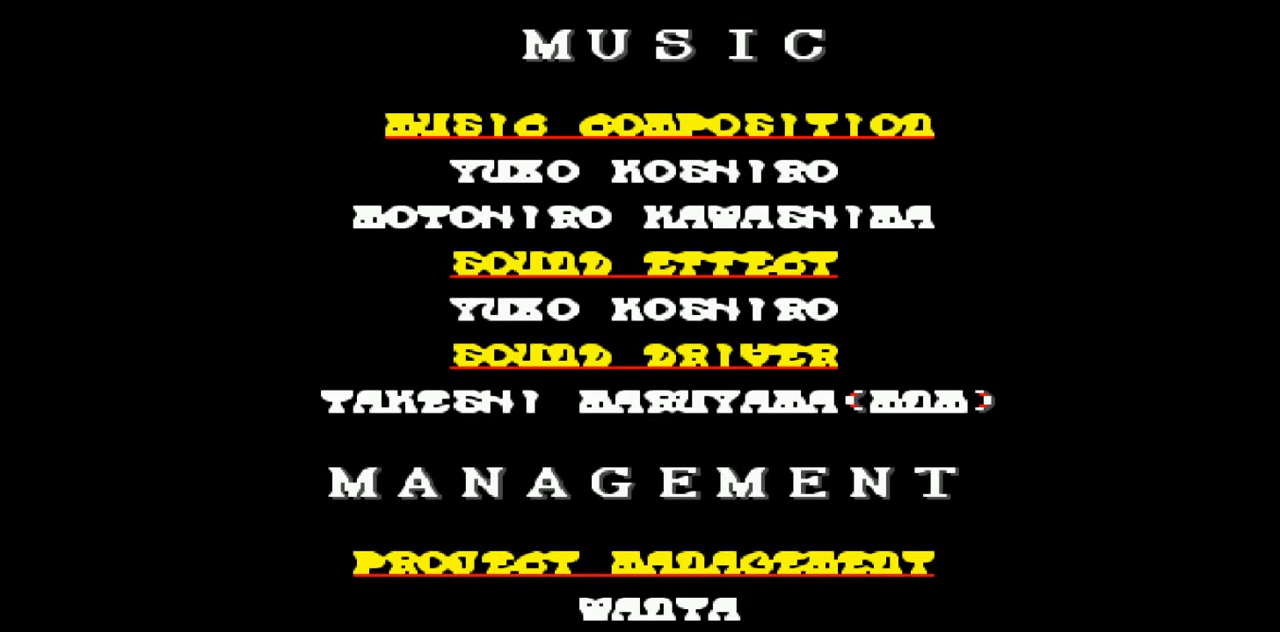 MUSIC
MUSIC COMPOSITION
YUZO KOSHIRO
MOTOHIRO KAWASHIMA
SOUND EFFECT
YUZO KOSHIRO
SOUND DRIVER
TAKESHI MARUYAMA(MNM)
MANAGEMENT
PROJECT MANAGEMENT
WANTA